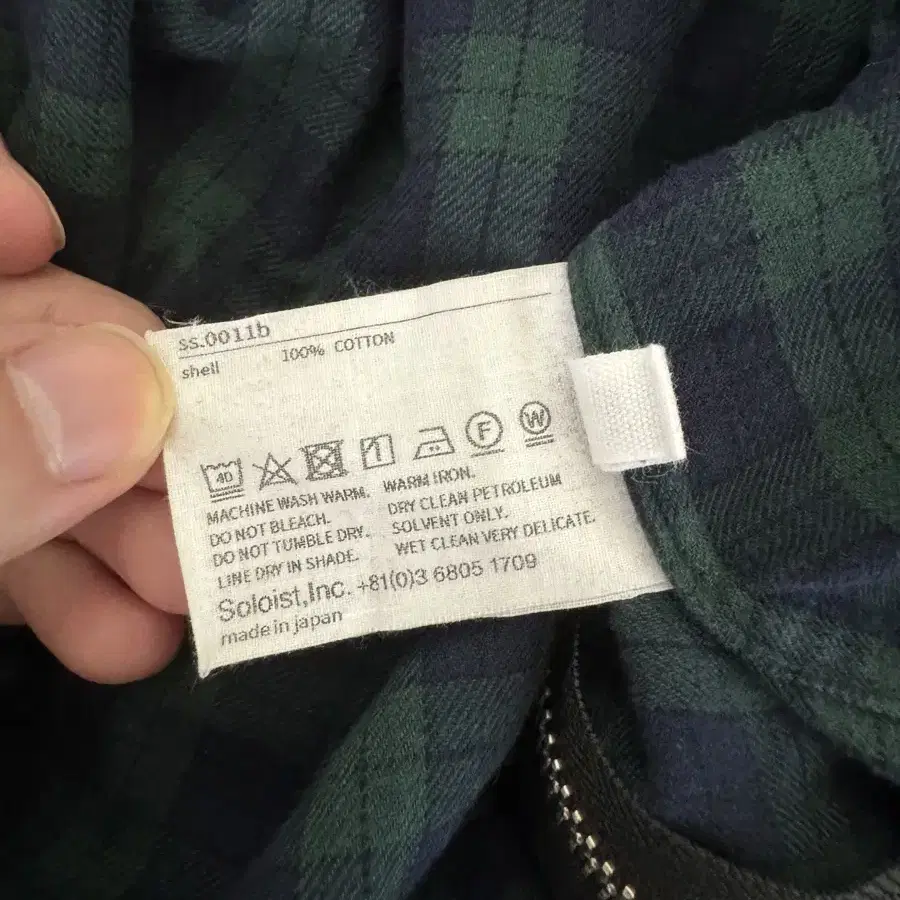 ss.0011b
shell 100% COTTON
40 F W
MACHINE WASH WARM. WARM IRON.
DO NOT BLEACH. DRY CLEAN PETROLEUM
DO NOT TUMBLE DRY. SOLVENT ONLY.
LINE DRY IN SHADE. WET CLEAN VERY DELICATE.
Soloist,Inc. +81(0)3 6805 1709
made in japan